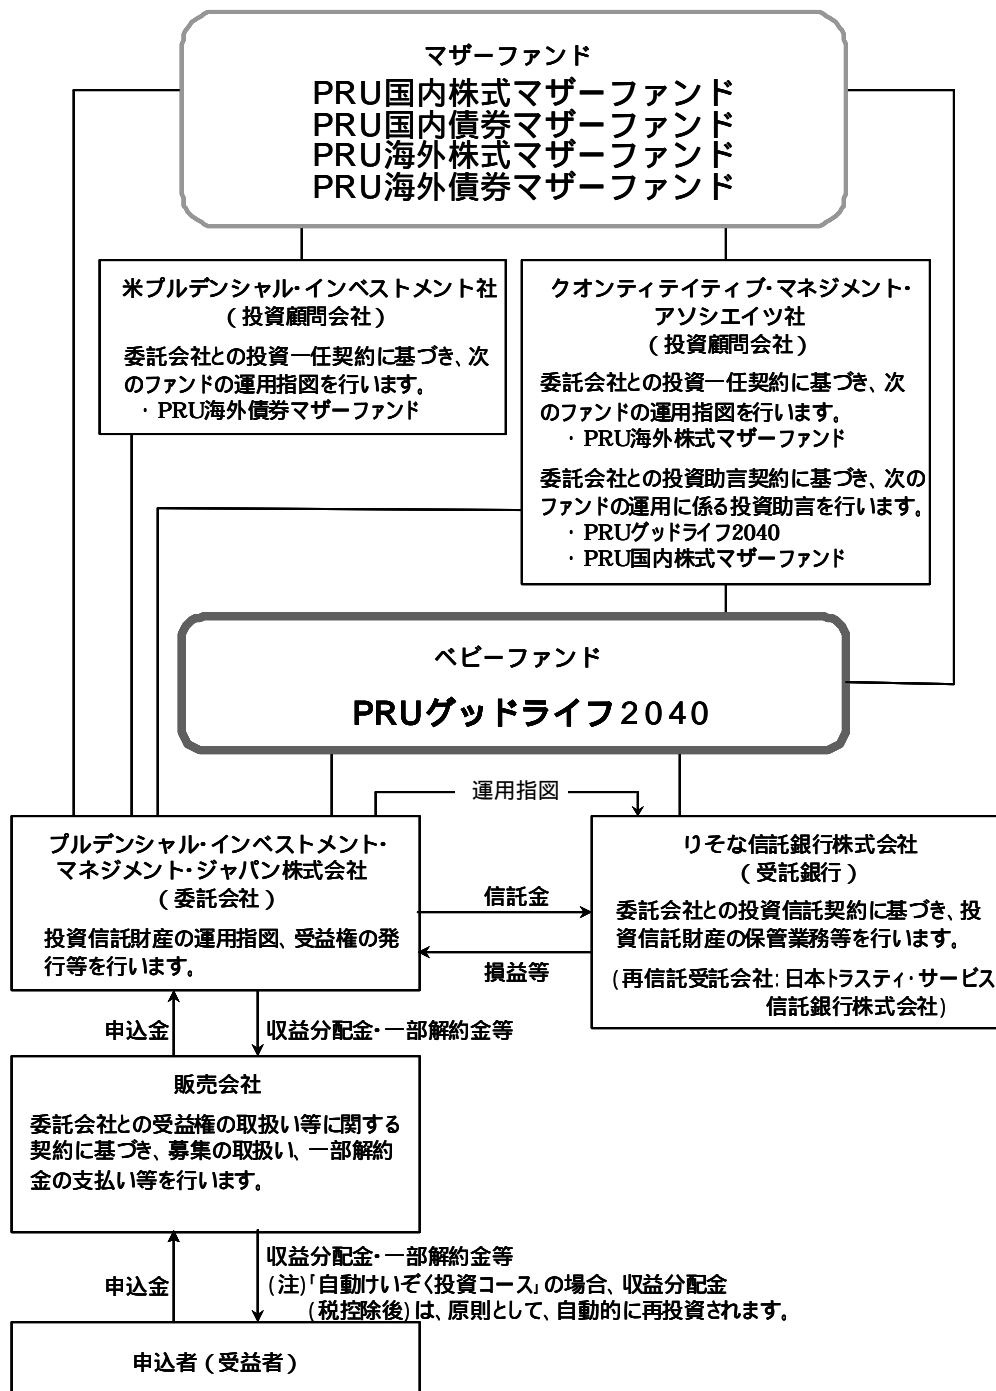 マザーファンド
PRU国内株式マザーファンド
PRU国内債券マザーファンド
PRU海外株式マザーファンド
PRU海外債券マザーファンド
米プルデンシャル・インベストメント社
(投資顧問会社)
委託会社との投資一任契約に基づき、次
のファンドの運用指図を行います。
・PRU海外債券マザーファンド
クオンティテイティブ・マネジメント・
アソシエイツ社
(投資顧問会社)
委託会社との投資一任契約に基づき、次
のファンドの運用指図を行います。
・PRU海外株式マザーファンド
委託会社との投資助言契約に基づき、次の
ファンドの運用に係る投資助言を行います。
・PRUグッドライフ2040
・PRU国内株式マザーファンド
ベビーファンド
PRUグッドライフ2040
運用指図
プルデンシャル・インベストメント・
マネジメント・ジャパン株式会社
(委託会社)
投資信託財産の運用指図、受益権の発
行等を行います。
信託金
損益等
りそな信託銀行株式会社
(受託銀行)
委託会社との投資信託契約に基づき、投
資信託財産の保管業務等を行います。
(再信託受託会社:日本トラスティ・サービス
信託銀行株式会社)
申込金
収益分配金・一部解約金等
販売会社
委託会社との受益権の取扱い等に関する
契約に基づき、募集の取扱い、一部解約
金の支払い等を行います。
申込金
収益分配金・一部解約金等
(注)「自動けいぞく投資コース」の場合、収益分配金
(税控除後)は、原則として、自動的に再投資されます。
申込者(受益者)